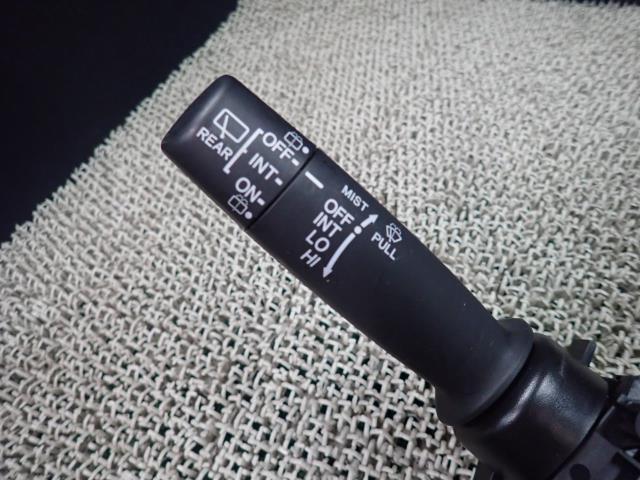 REAR
OFF
INT
ON
MIST
OFF
INT
LO
HI
PULL